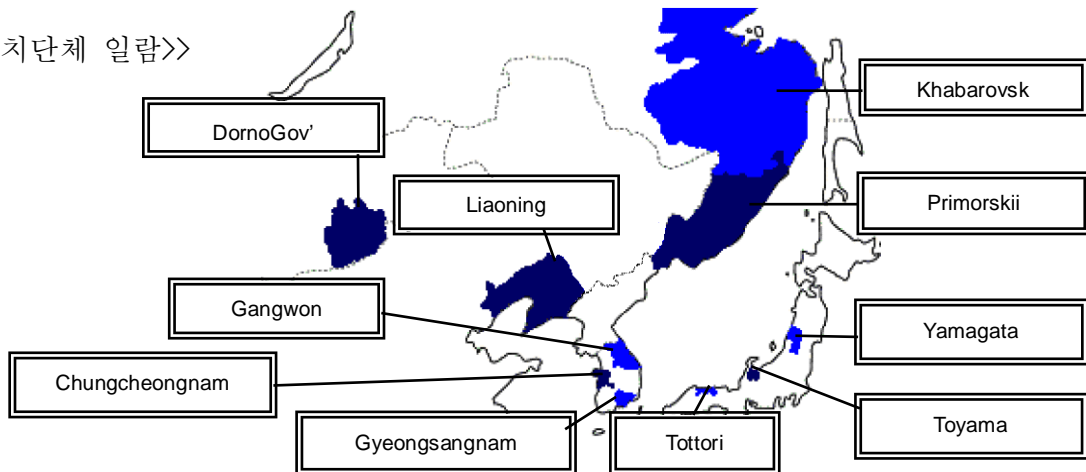 치단체 일람>>
Khabarovsk
DornoGov'
Liaoning
Primorskii
Gangwon
Yamagata
Chungcheongnam
Toyama
Gyeongsangnam
Tottori